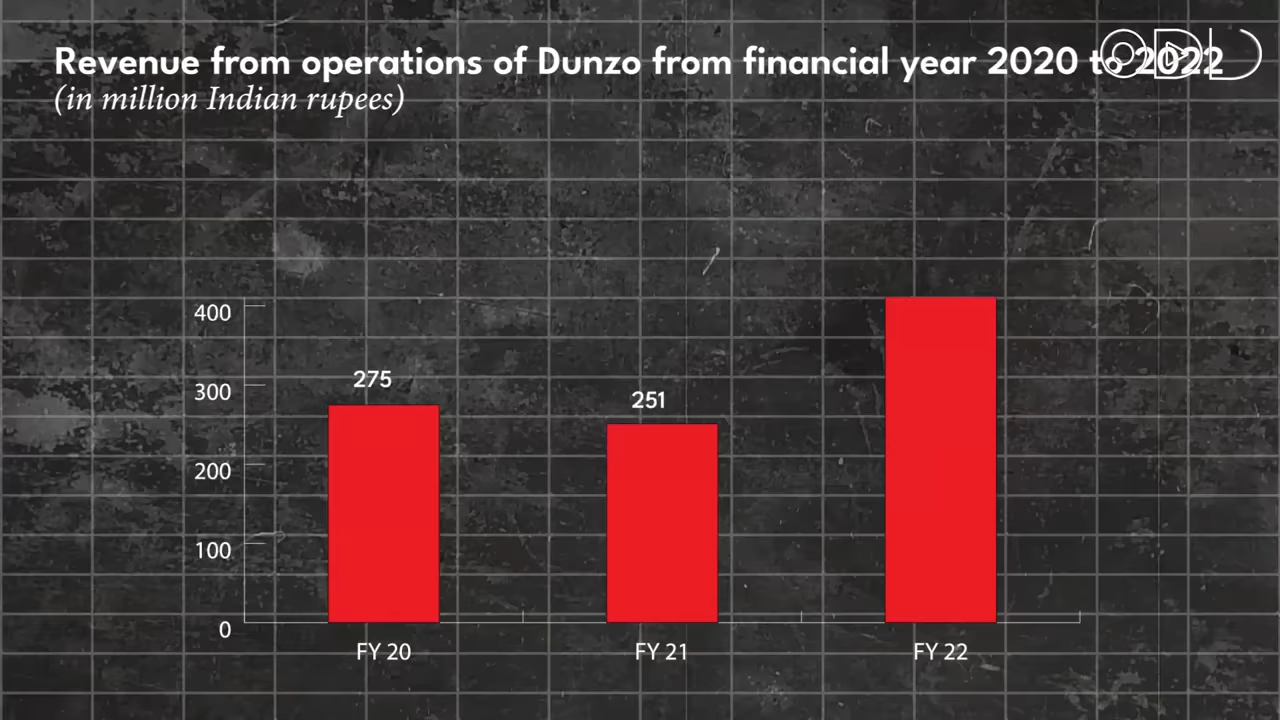 Revenue from operations of Dunzo from financial year 2020 to 2022
(in million Indian rupees)
400
300
200
100
0
275
251
FY 20
FY 21
FY 22